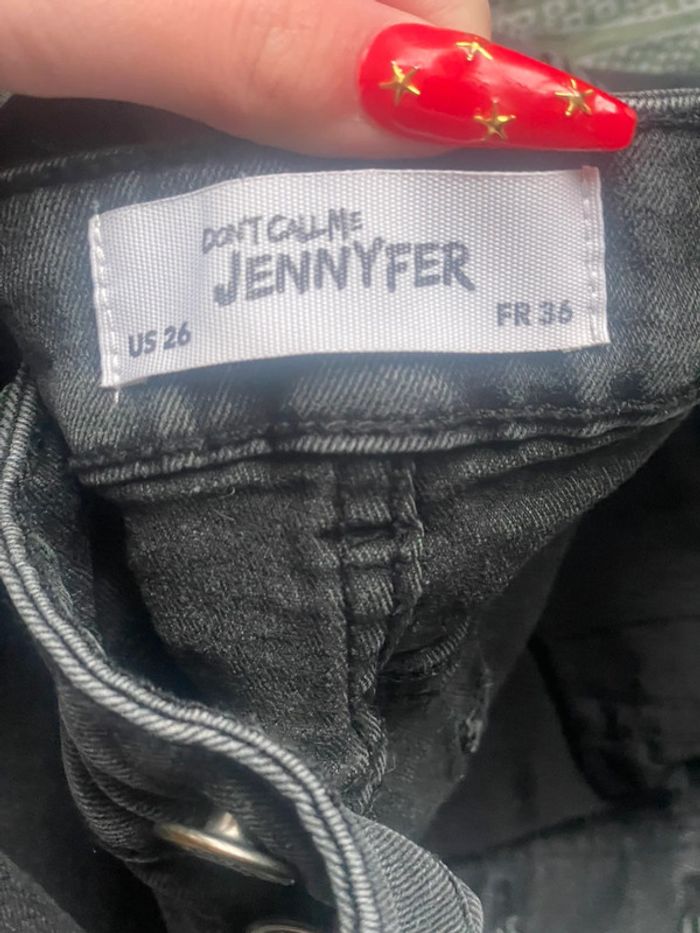 DON'T CALL ME
JENNYFER
US 26
FR 36